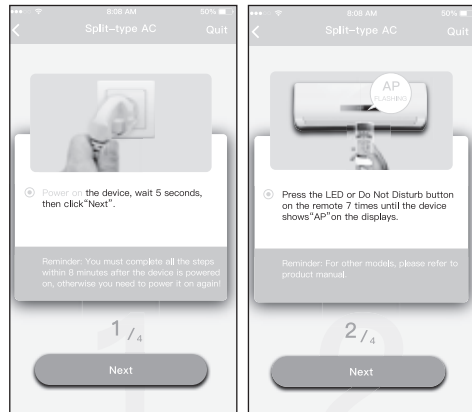 8:08 AM
50%
Split-type AC
Quit
Power on the device, wait 5 seconds,
then click“Next”.
Reminder: You must complete all the steps
within 8 minutes after the device is powered
on, otherwise you need to power it on again!
1/4
1
Next
8:08 AM
50%
Split-type AC
Quit
AP
FLASHING
Press the LED or Do Not Disturb button
on the remote 7 times until the device
shows“AP”on the displays.
Reminder: For other models, please refer to
product manual.
2/4
2
Next